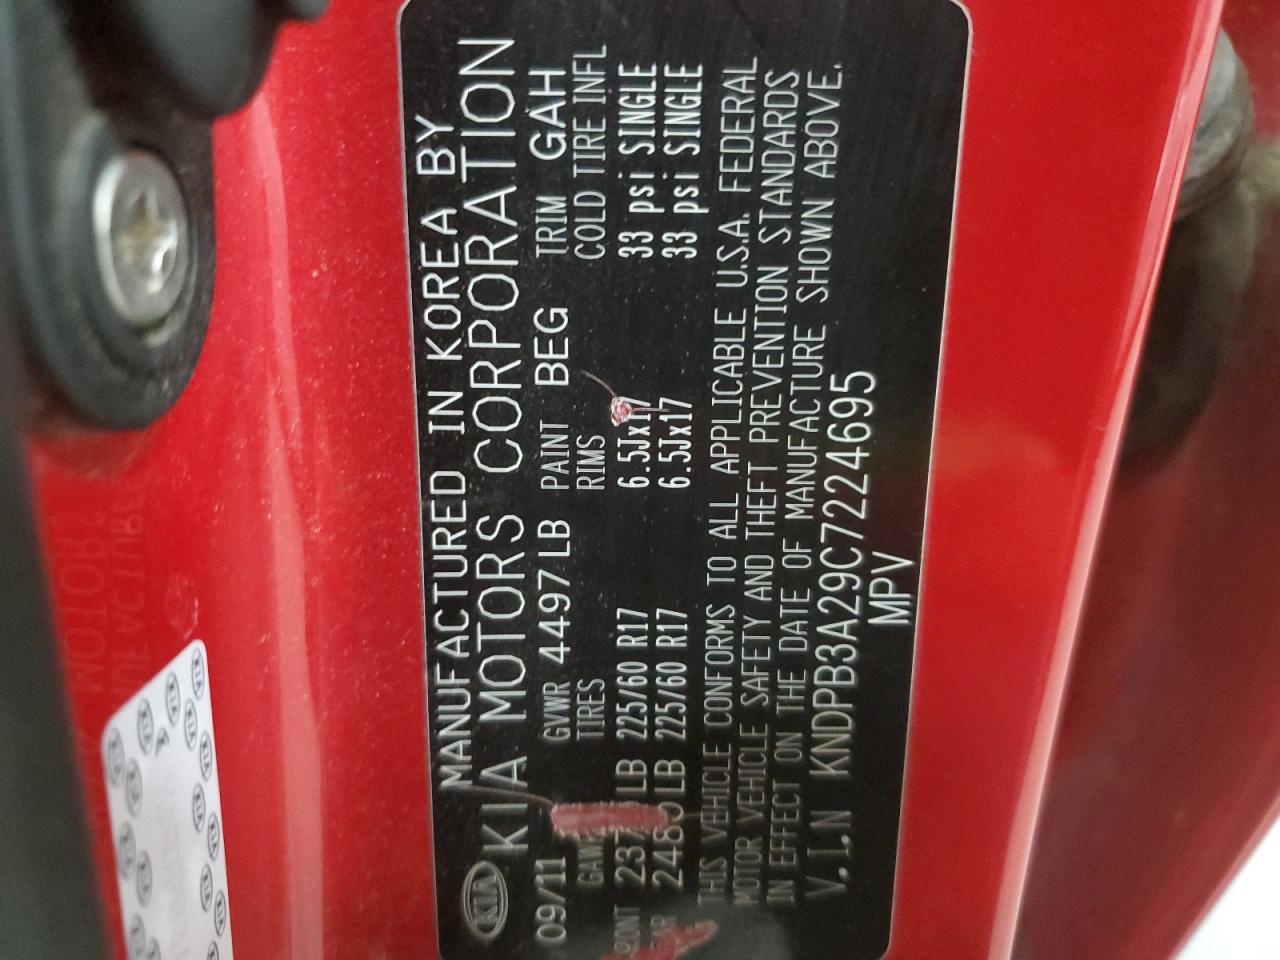 MANUFACTURED IN KOREA BY
KIA KIA MOTORS CORPORATION
09/11 GVWR 4497 LB PAINT BEG TRIM GAH
TIRES RIMS COLD TIRE INFL
LB 225/60 R17 6.5Jx17 33 psi SINGLE
LB 225/60 R17 6.5Jx17 33 psi SINGLE
THIS VEHICLE CONFORMS TO ALL APPLICABLE U.S.A. FEDERAL
MOTOR VEHICLE SAFETY AND THEFT PREVENTION STANDARDS
IN EFFECT ON THE DATE OF MANUFACTURE SHOWN ABOVE.
V.I.N KNDPB3A29C7224695
MPV